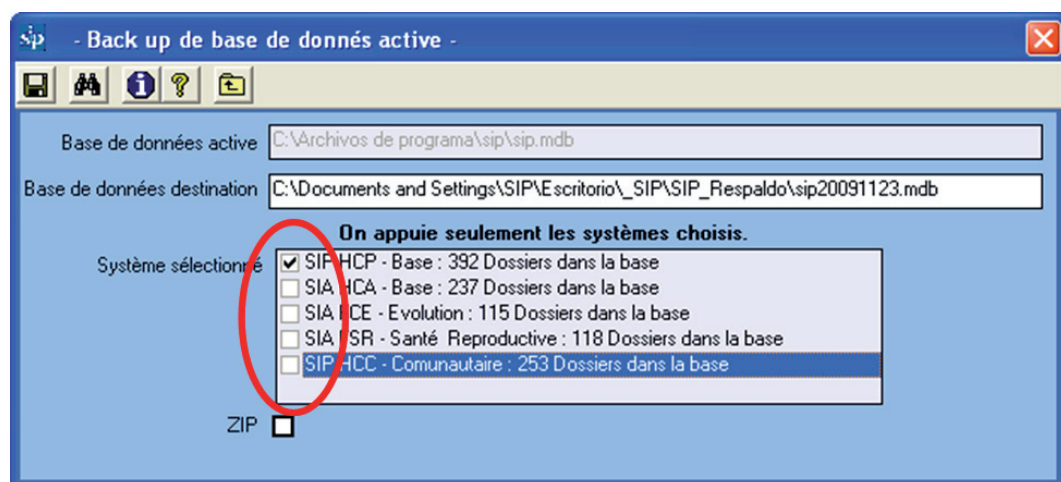 sip - Back up de base de donnés active -
Base de données active C:\Archivos de programa\sip\sip.mdb
Base de données destination C:\Documents and Settings\SIP\Escritorio\_SIP\SIP_Respaldo\sip20091123.mdb
On appuie seulement les systèmes choisis.
Système sélectionné SIP HCP - Base : 392 Dossiers dans la base
SIA HCA - Base : 237 Dossiers dans la base
SIA FCE - Evolution : 115 Dossiers dans la base
SIA FSR - Santé Reproductive : 118 Dossiers dans la base
SIP HCC - Comunautaire : 253 Dossiers dans la base
ZIP